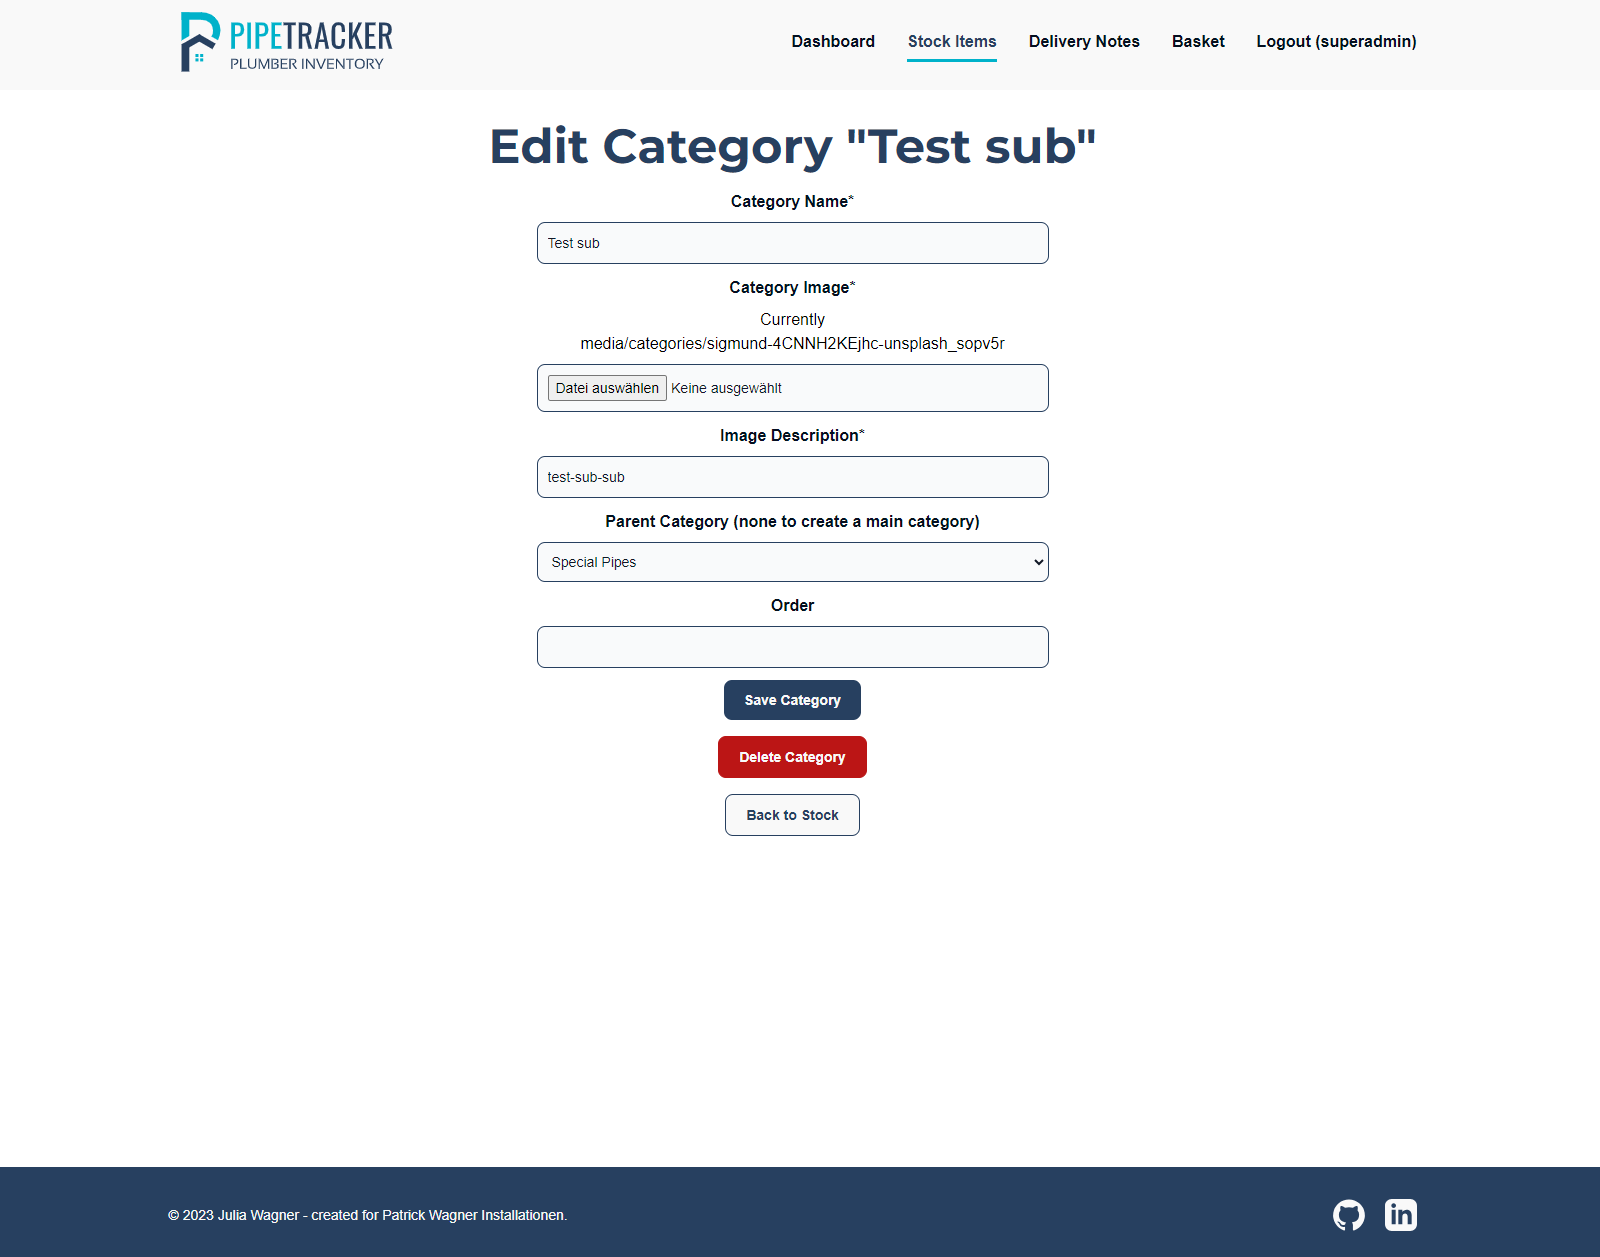 PIPETRACKER
PLUMBER INVENTORY
Dashboard
Stock Items
Delivery Notes
Basket
Logout (superadmin)
Edit Category "Test sub"
Category Name*
Test sub
Category Image*
Currently
media/categories/sigmund-4CNNH2KEjhc-unsplash_sopv5r
Datei auswählen Keine ausgewählt
Image Description*
test-sub-sub
Parent Category (none to create a main category)
Special Pipes
Order
Save Category
Delete Category
Back to Stock
© 2023 Julia Wagner - created for Patrick Wagner Installationen.
in